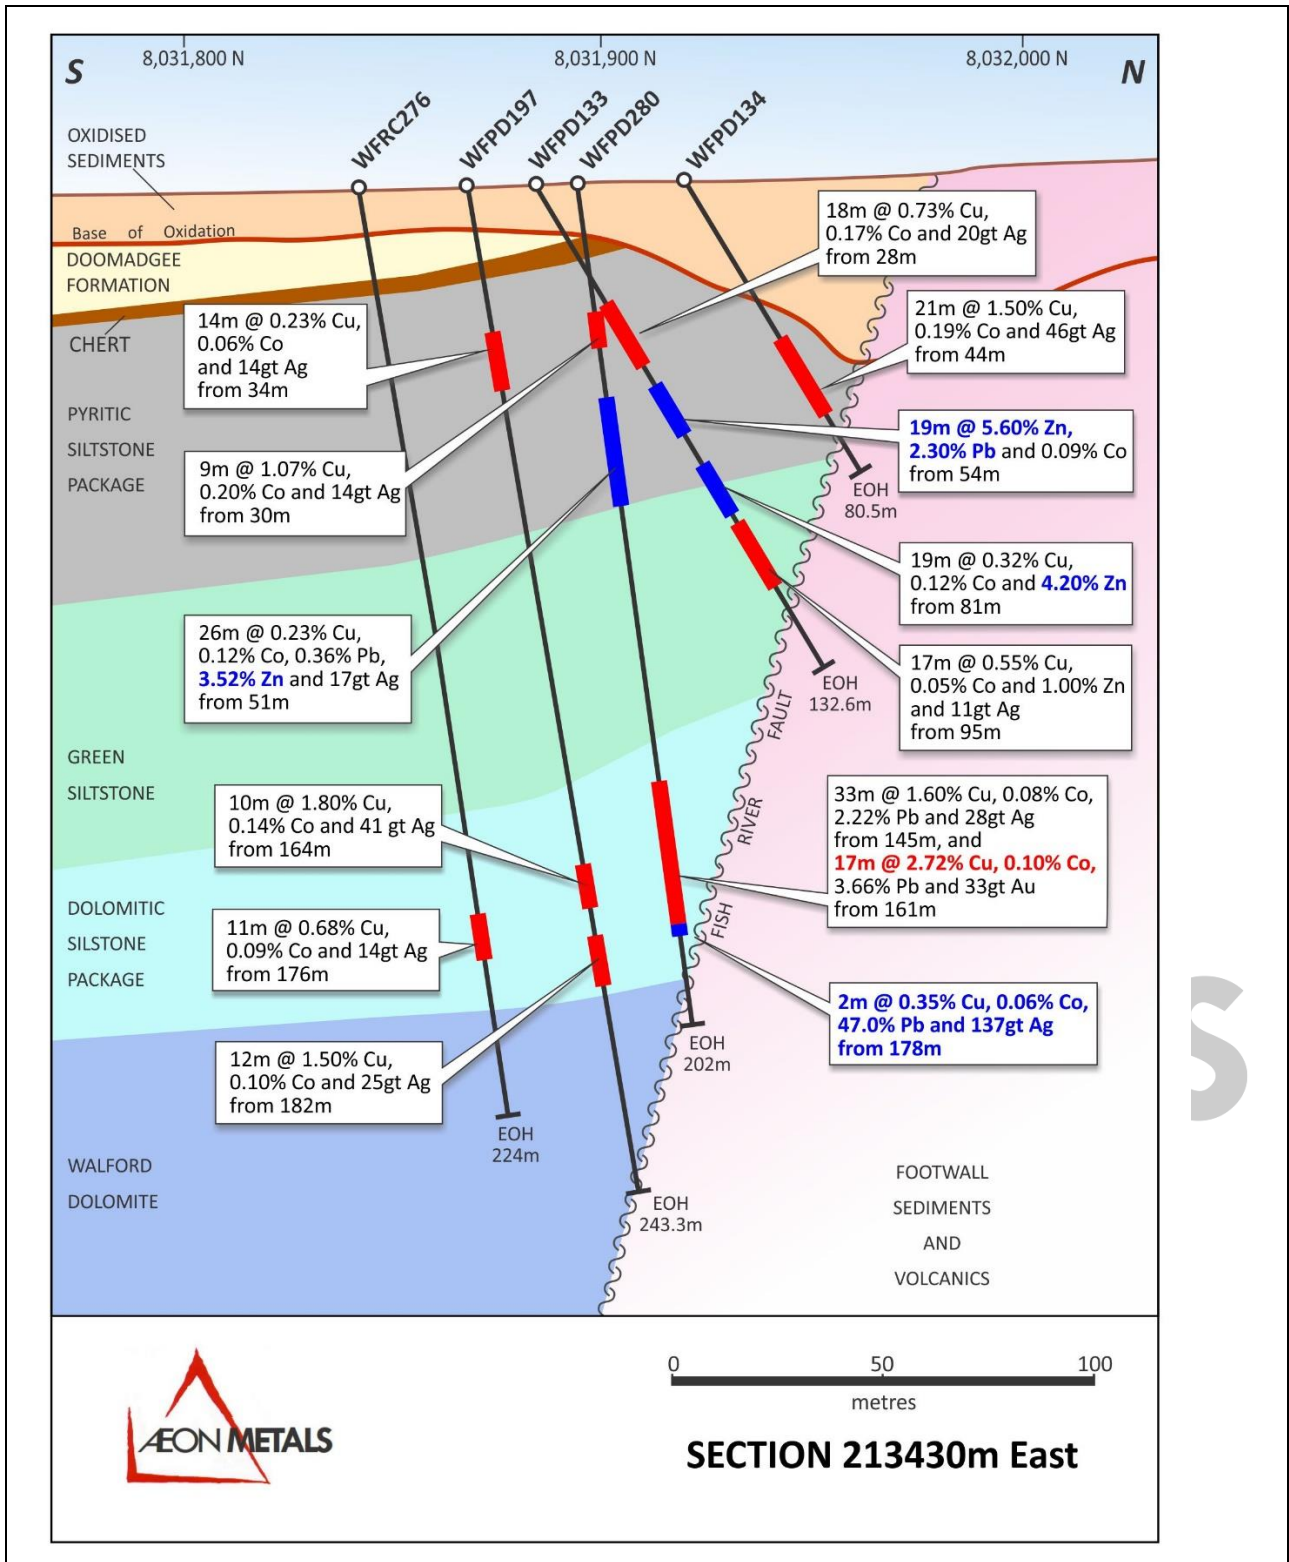 8,031,800 N
8,031,900 N
8,032,000 N
S
N
WFRC276
WFPD197
WFPD133
WFPD280
WFPD134
OXIDISED
SEDIMENTS
Base of Oxidation
DOOMADGEE
FORMATION
CHERT
PYRITIC
SILTSTONE
PACKAGE
GREEN
SILTSTONE
DOLOMITIC
SILSTONE
PACKAGE
WALFORD
DOLOMITE
14m @ 0.23% Cu,
0.06% Co
and 14gt Ag
from 34m
9m @ 1.07% Cu,
0.20% Co and 14gt Ag
from 30m
26m @ 0.23% Cu,
0.12% Co, 0.36% Pb,
3.52% Zn and 17gt Ag
from 51m
10m @ 1.80% Cu,
0.14% Co and 41 gt Ag
from 164m
11m @ 0.68% Cu,
0.09% Co and 14gt Ag
from 176m
12m @ 1.50% Cu,
0.10% Co and 25gt Ag
from 182m
18m @ 0.73% Cu,
0.17% Co and 20gt Ag
from 28m
21m @ 1.50% Cu,
0.19% Co and 46gt Ag
from 44m
19m @ 5.60% Zn,
2.30% Pb and 0.09% Co
from 54m
EOH
80.5m
19m @ 0.32% Cu,
0.12% Co and 4.20% Zn
from 81m
17m @ 0.55% Cu,
0.05% Co and 1.00% Zn
and 11gt Ag
from 95m
EOH
132.6m
33m @ 1.60% Cu, 0.08% Co,
2.22% Pb and 28gt Ag
from 145m, and
17m @ 2.72% Cu, 0.10% Co,
3.66% Pb and 33gt Au
from 161m
2m @ 0.35% Cu, 0.06% Co,
47.0% Pb and 137gt Ag
from 178m
FISH RIVER FAULT
EOH
202m
EOH
224m
EOH
243.3m
FOOTWALL
SEDIMENTS
AND
VOLCANICS
S
0 50 100
metres
ÆON METALS
SECTION 213430m East